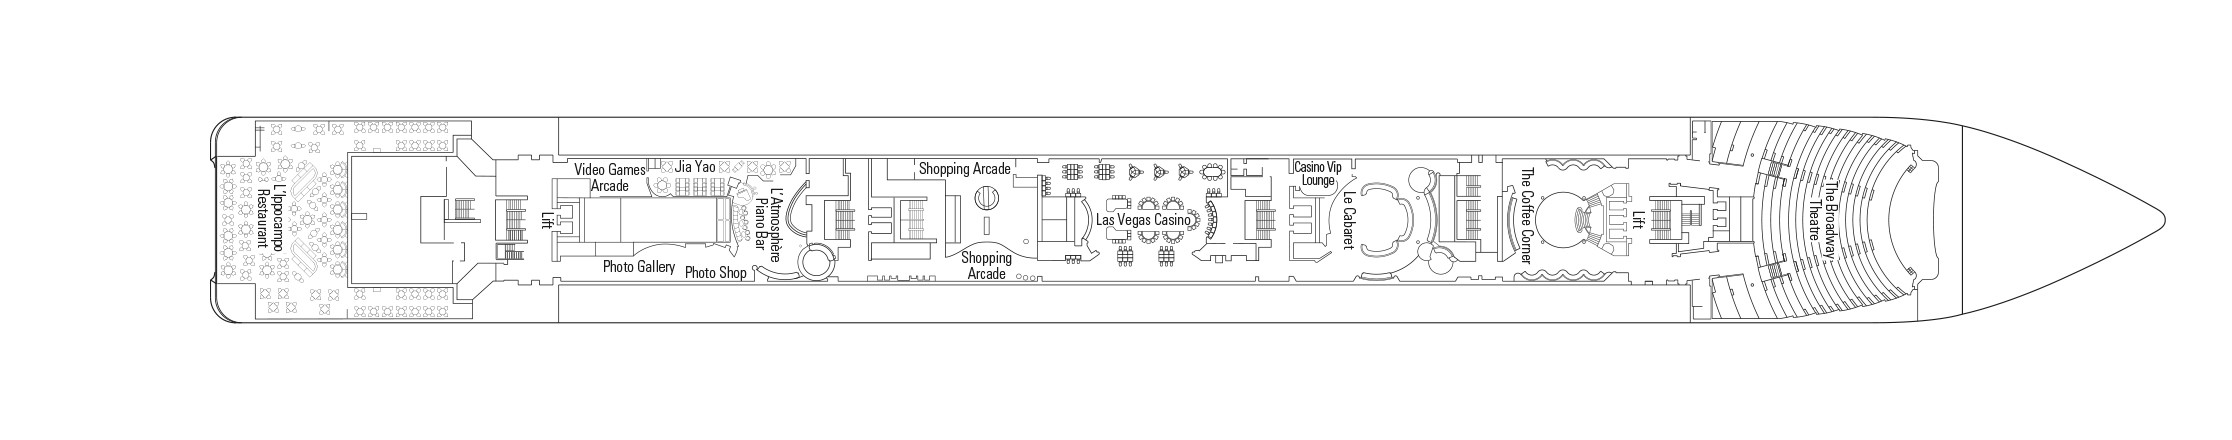 L'Ippocampo
Restaurant
Lift
Video Games
Arcade
Jia Yao
Photo Gallery
Photo Shop
L'Atmosphère
Piano Bar
Shopping Arcade
Shopping
Arcade
Las Vegas Casino
Casino Vip
Lounge
Le Cabaret
The Coffee Corner
Lift
The Broadway
Theatre